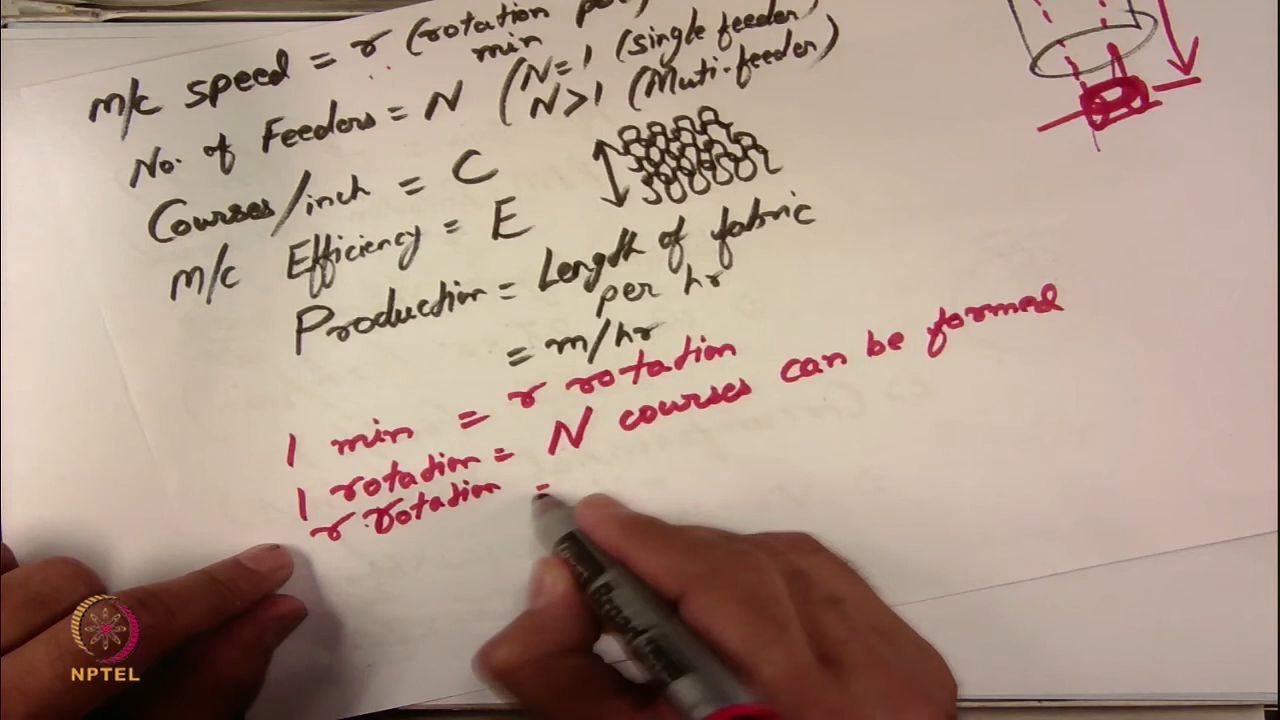 m/c speed = r (rotation per
min
No. of Feeders = N (N=1 (single feeder)
N>1 (Muti-feeder)
Courses/inch = C
m/c Efficiency = E
Production = Length of fabric
per hr
= m/hr
1 min = r rotation
1 rotation = N courses can be formed
r rotation =
NPTEL